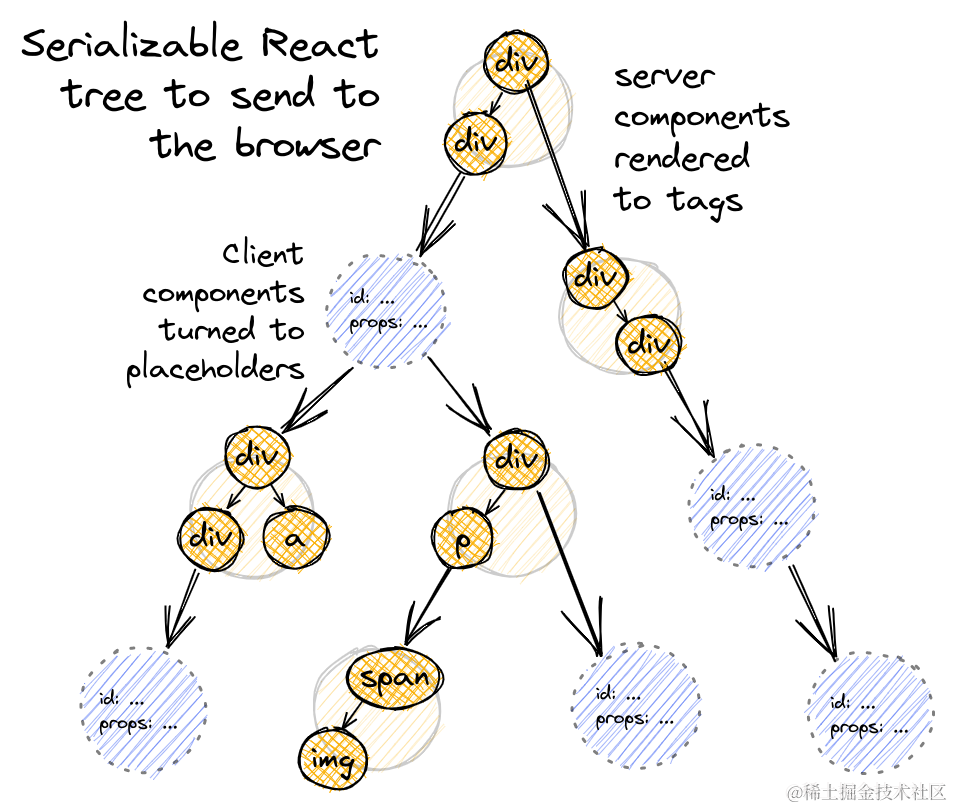 Serializable React
tree to send to
the browser
server
components
rendered
to tags
div
div
Client
components
turned to
placeholders
id: ...
props: ...
div
div
div
div
a
div
p
id: ...
props: ...
id: ...
props: ...
span
img
id: ...
props: ...
id: ...
props: ...
@稀土掘金技术社区